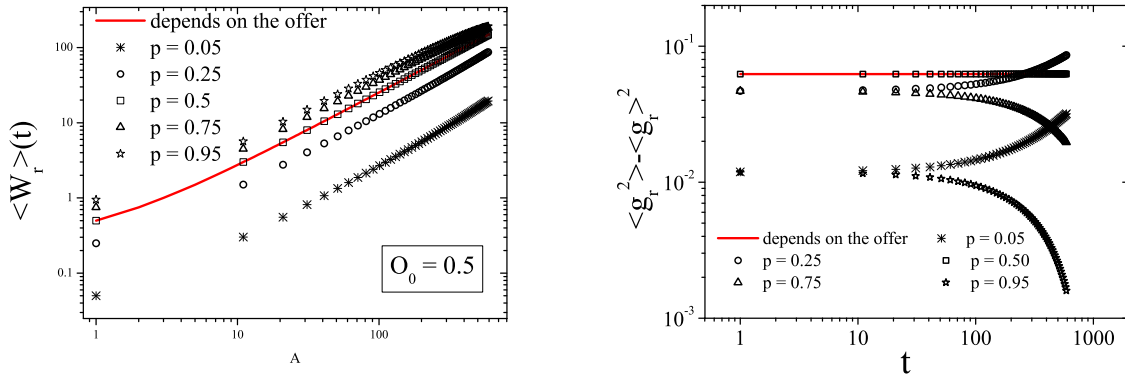 <W_r>(t)
100
10
1
0.1
depends on the offer
p = 0.05
p = 0.25
p = 0.5
p = 0.75
p = 0.95
O_0 = 0.5
1 10 100
A
<g_r^2>-<g_r>^2
10^-1
10^-2
10^-3
depends on the offer p = 0.05
p = 0.25 p = 0.50
p = 0.75 p = 0.95
1 10 100 1000
t